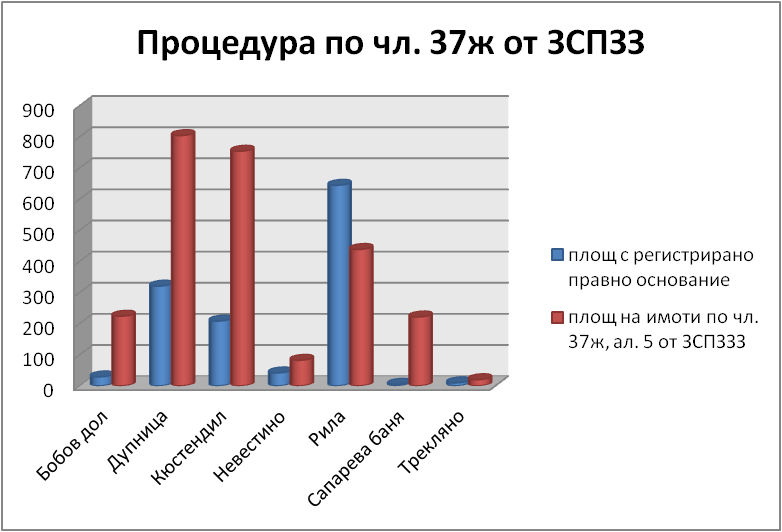 Процедура по чл. 37ж от ЗСПЗЗ
900
800
700
600
500
400
300
200
100
0
Бобов дол
Дупница
Кюстендил
Невестино
Рила
Сапарева баня
Трекляно
площ с регистрирано
правно основание
площ на имоти по чл.
37ж, ал. 5 от ЗСПЗЗЗ